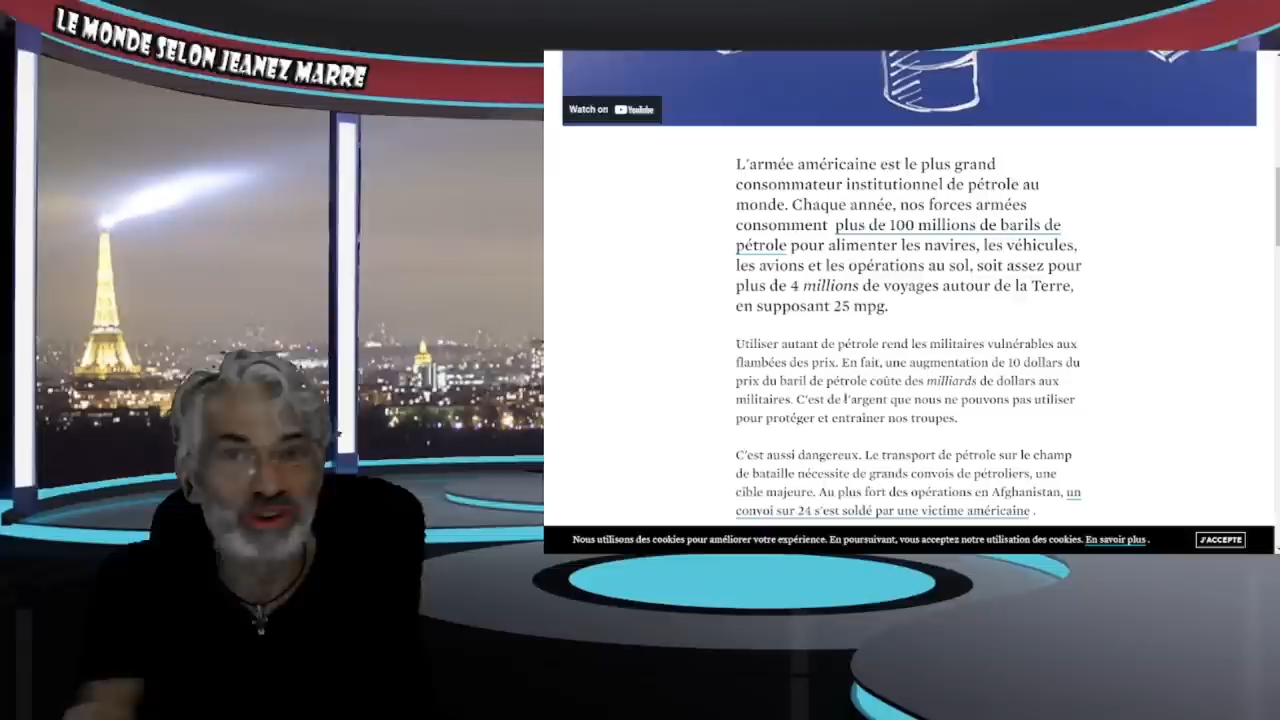 LE MONDE SELON JEANEZ MARRE
Watch on YouTube
L'armée américaine est le plus grand
consommateur institutionnel de pétrole au
monde. Chaque année, nos forces armées
consomment plus de 100 millions de barils de
pétrole pour alimenter les navires, les véhicules,
les avions et les opérations au sol, soit assez pour
plus de 4 millions de voyages autour de la Terre,
en supposant 25 mpg.
Utiliser autant de pétrole rend les militaires vulnérables aux
flambées des prix. En fait, une augmentation de 10 dollars du
prix du baril de pétrole coûte des milliards de dollars aux
militaires. C'est de l'argent que nous ne pouvons pas utiliser
pour protéger et entraîner nos troupes.
C'est aussi dangereux. Le transport de pétrole sur le champ
de bataille nécessite de grands convois de pétroliers, une
cible majeure. Au plus fort des opérations en Afghanistan, un
convoi sur 24 s'est soldé par une victime américaine .
Nous utilisons des cookies pour améliorer votre expérience. En poursuivant, vous acceptez notre utilisation des cookies. En savoir plus .
J'ACCEPTE